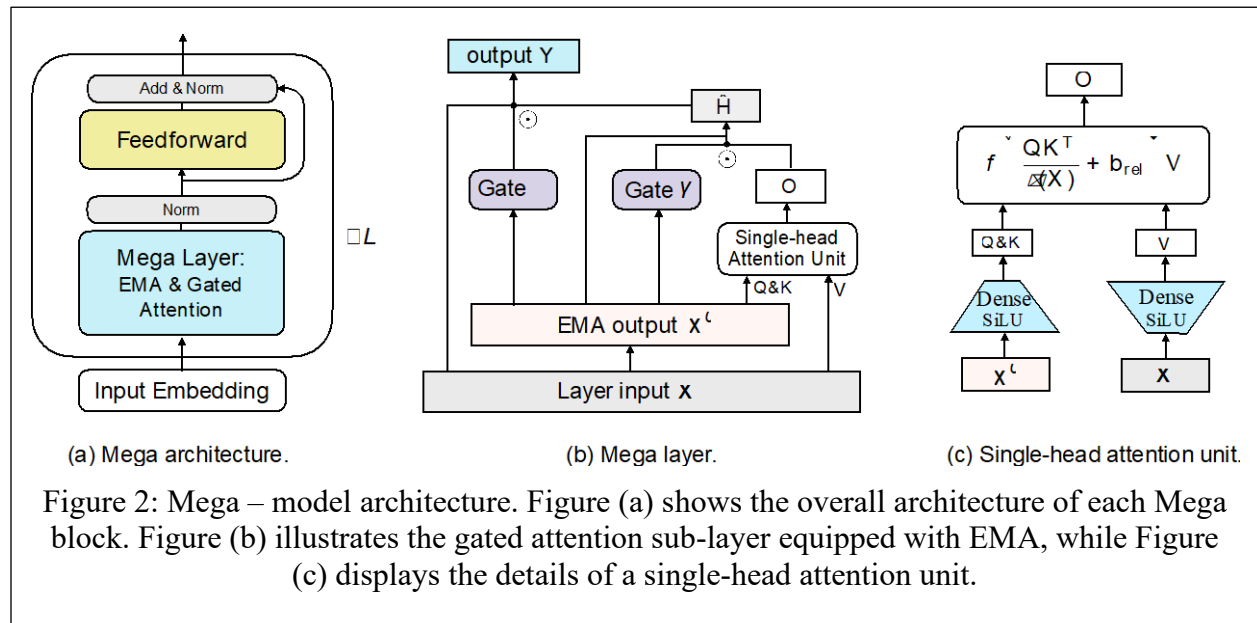 Add & Norm
Feedforward
Norm
Mega Layer:
EMA & Gated
Attention
□L
Input Embedding
(a) Mega architecture.
output Y
Ĥ
⊙
Gate
Gate γ
⊙
O
Single-head
Attention Unit
Q&K
V
EMA output X
Layer input X
(b) Mega layer.
O
f QKᵀ + b_rel V
(X)
Q&K
V
Dense
SiLU
Dense
SiLU
X
X
(c) Single-head attention unit.
Figure 2: Mega – model architecture. Figure (a) shows the overall architecture of each Mega
block. Figure (b) illustrates the gated attention sub-layer equipped with EMA, while Figure
(c) displays the details of a single-head attention unit.